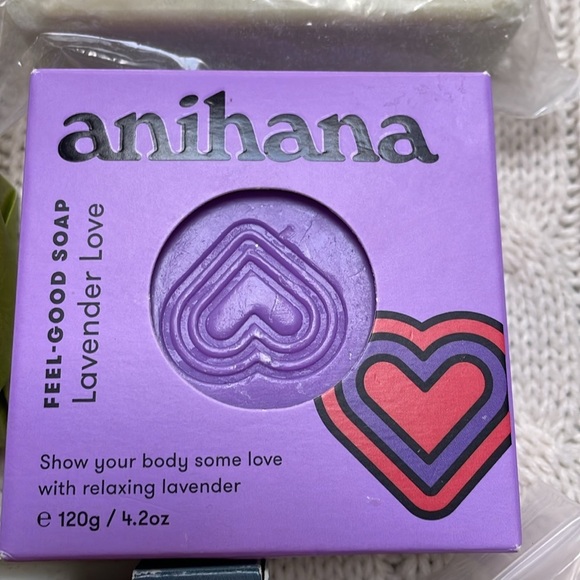 anihana
FEEL-GOOD SOAP
Lavender Love
Show your body some love
with relaxing lavender
℮ 120g / 4.2oz